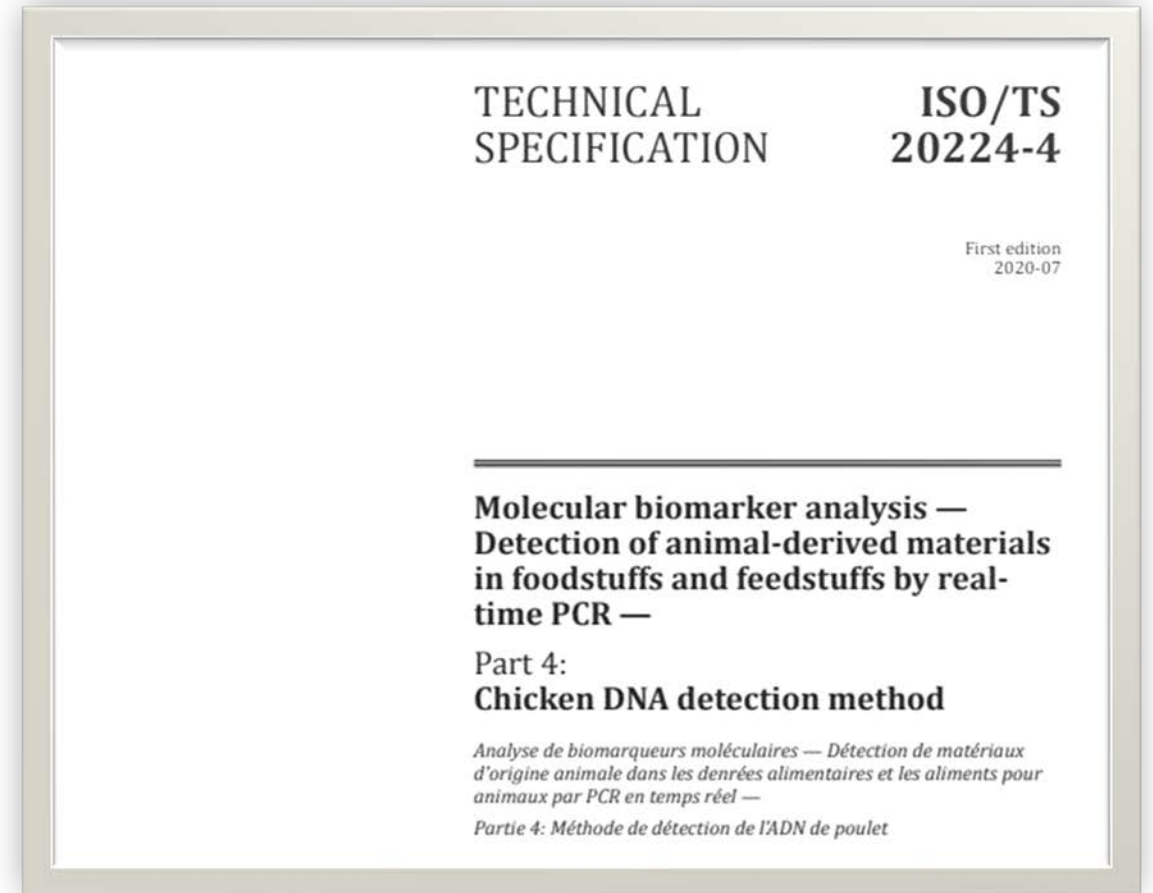 TECHNICAL
SPECIFICATION
ISO/TS
20224-4
First edition
2020-07
Molecular biomarker analysis —
Detection of animal-derived materials
in foodstuffs and feedstuffs by real-
time PCR —
Part 4:
Chicken DNA detection method
Analyse de biomarqueurs moléculaires — Détection de matériaux
d'origine animale dans les denrées alimentaires et les aliments pour
animaux par PCR en temps réel —
Partie 4: Méthode de détection de l'ADN de poulet